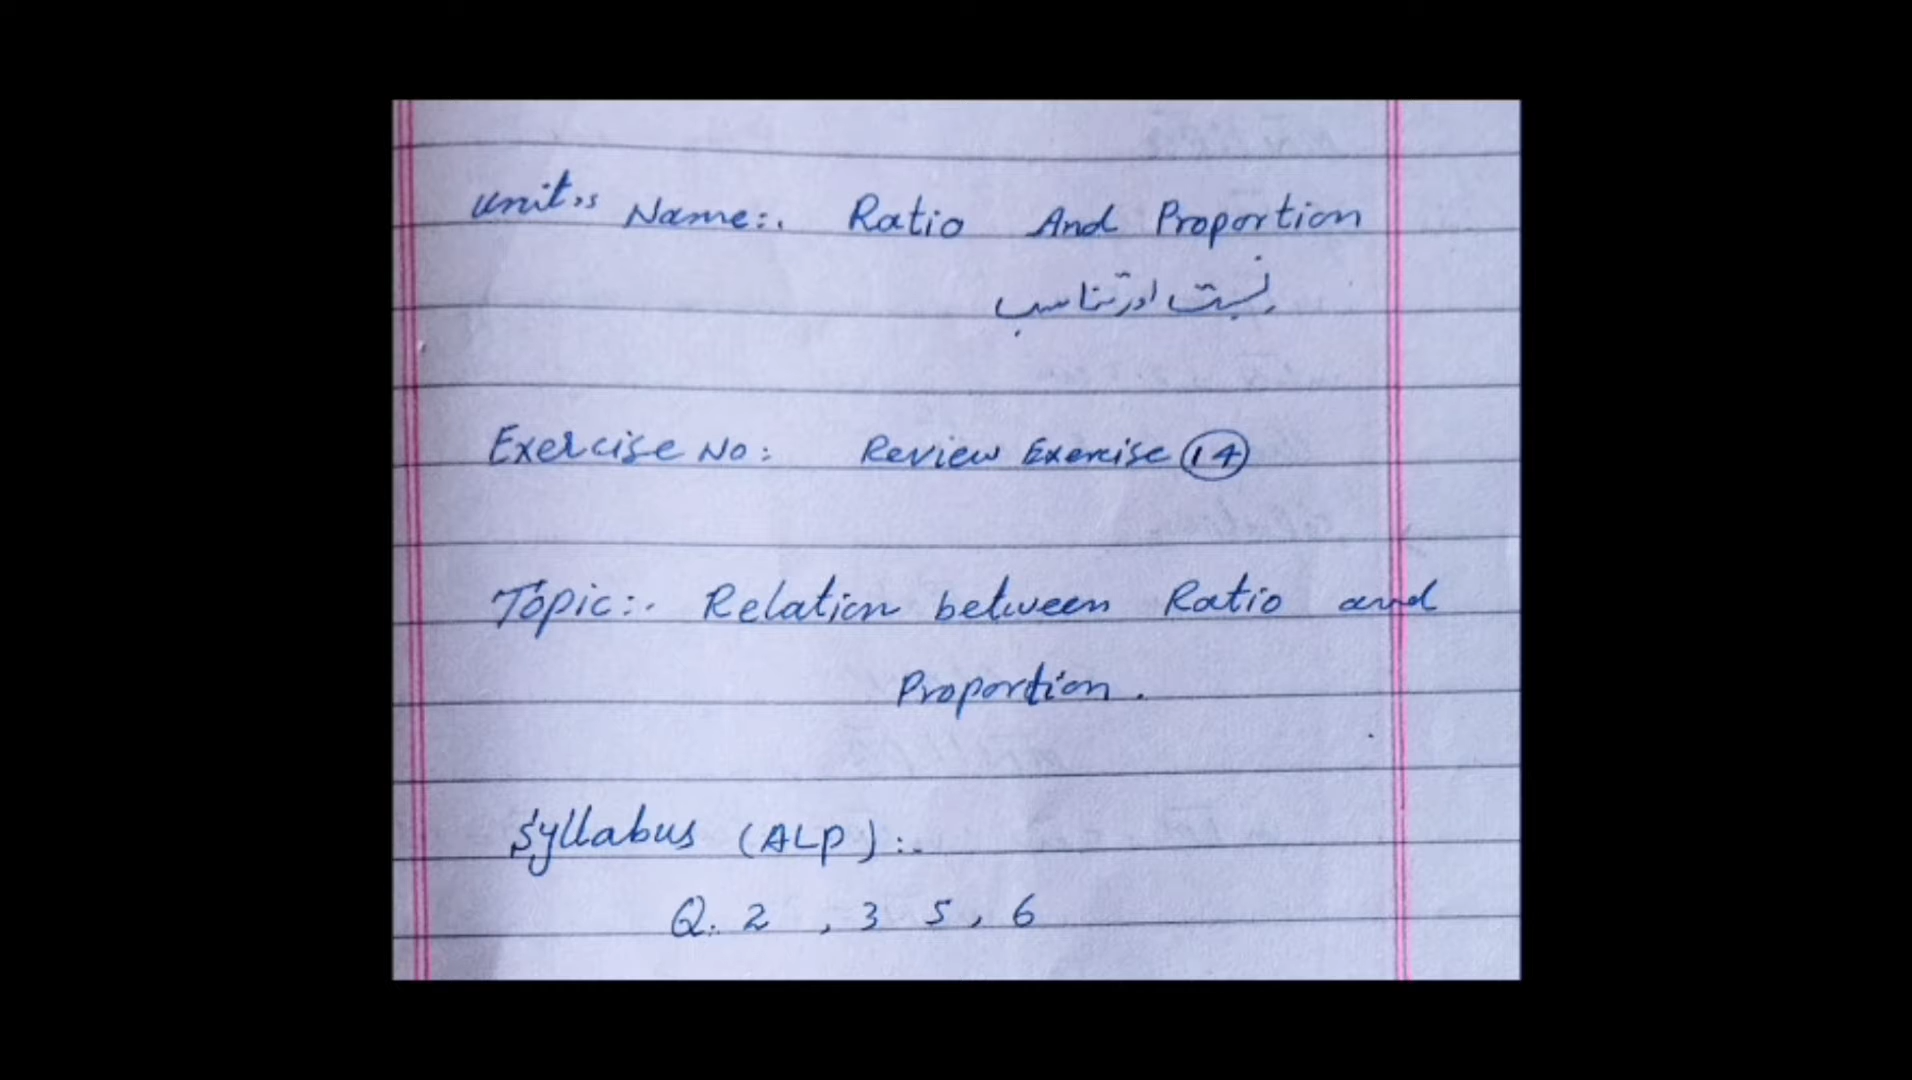 Unit:s Name:. Ratio And Proportion
نسبت اور تناسب
Exercise No: Review Exercise 14
Topic:. Relation between Ratio and
Proportion.
Syllabus (ALP):.
Q. 2 , 3 5, 6